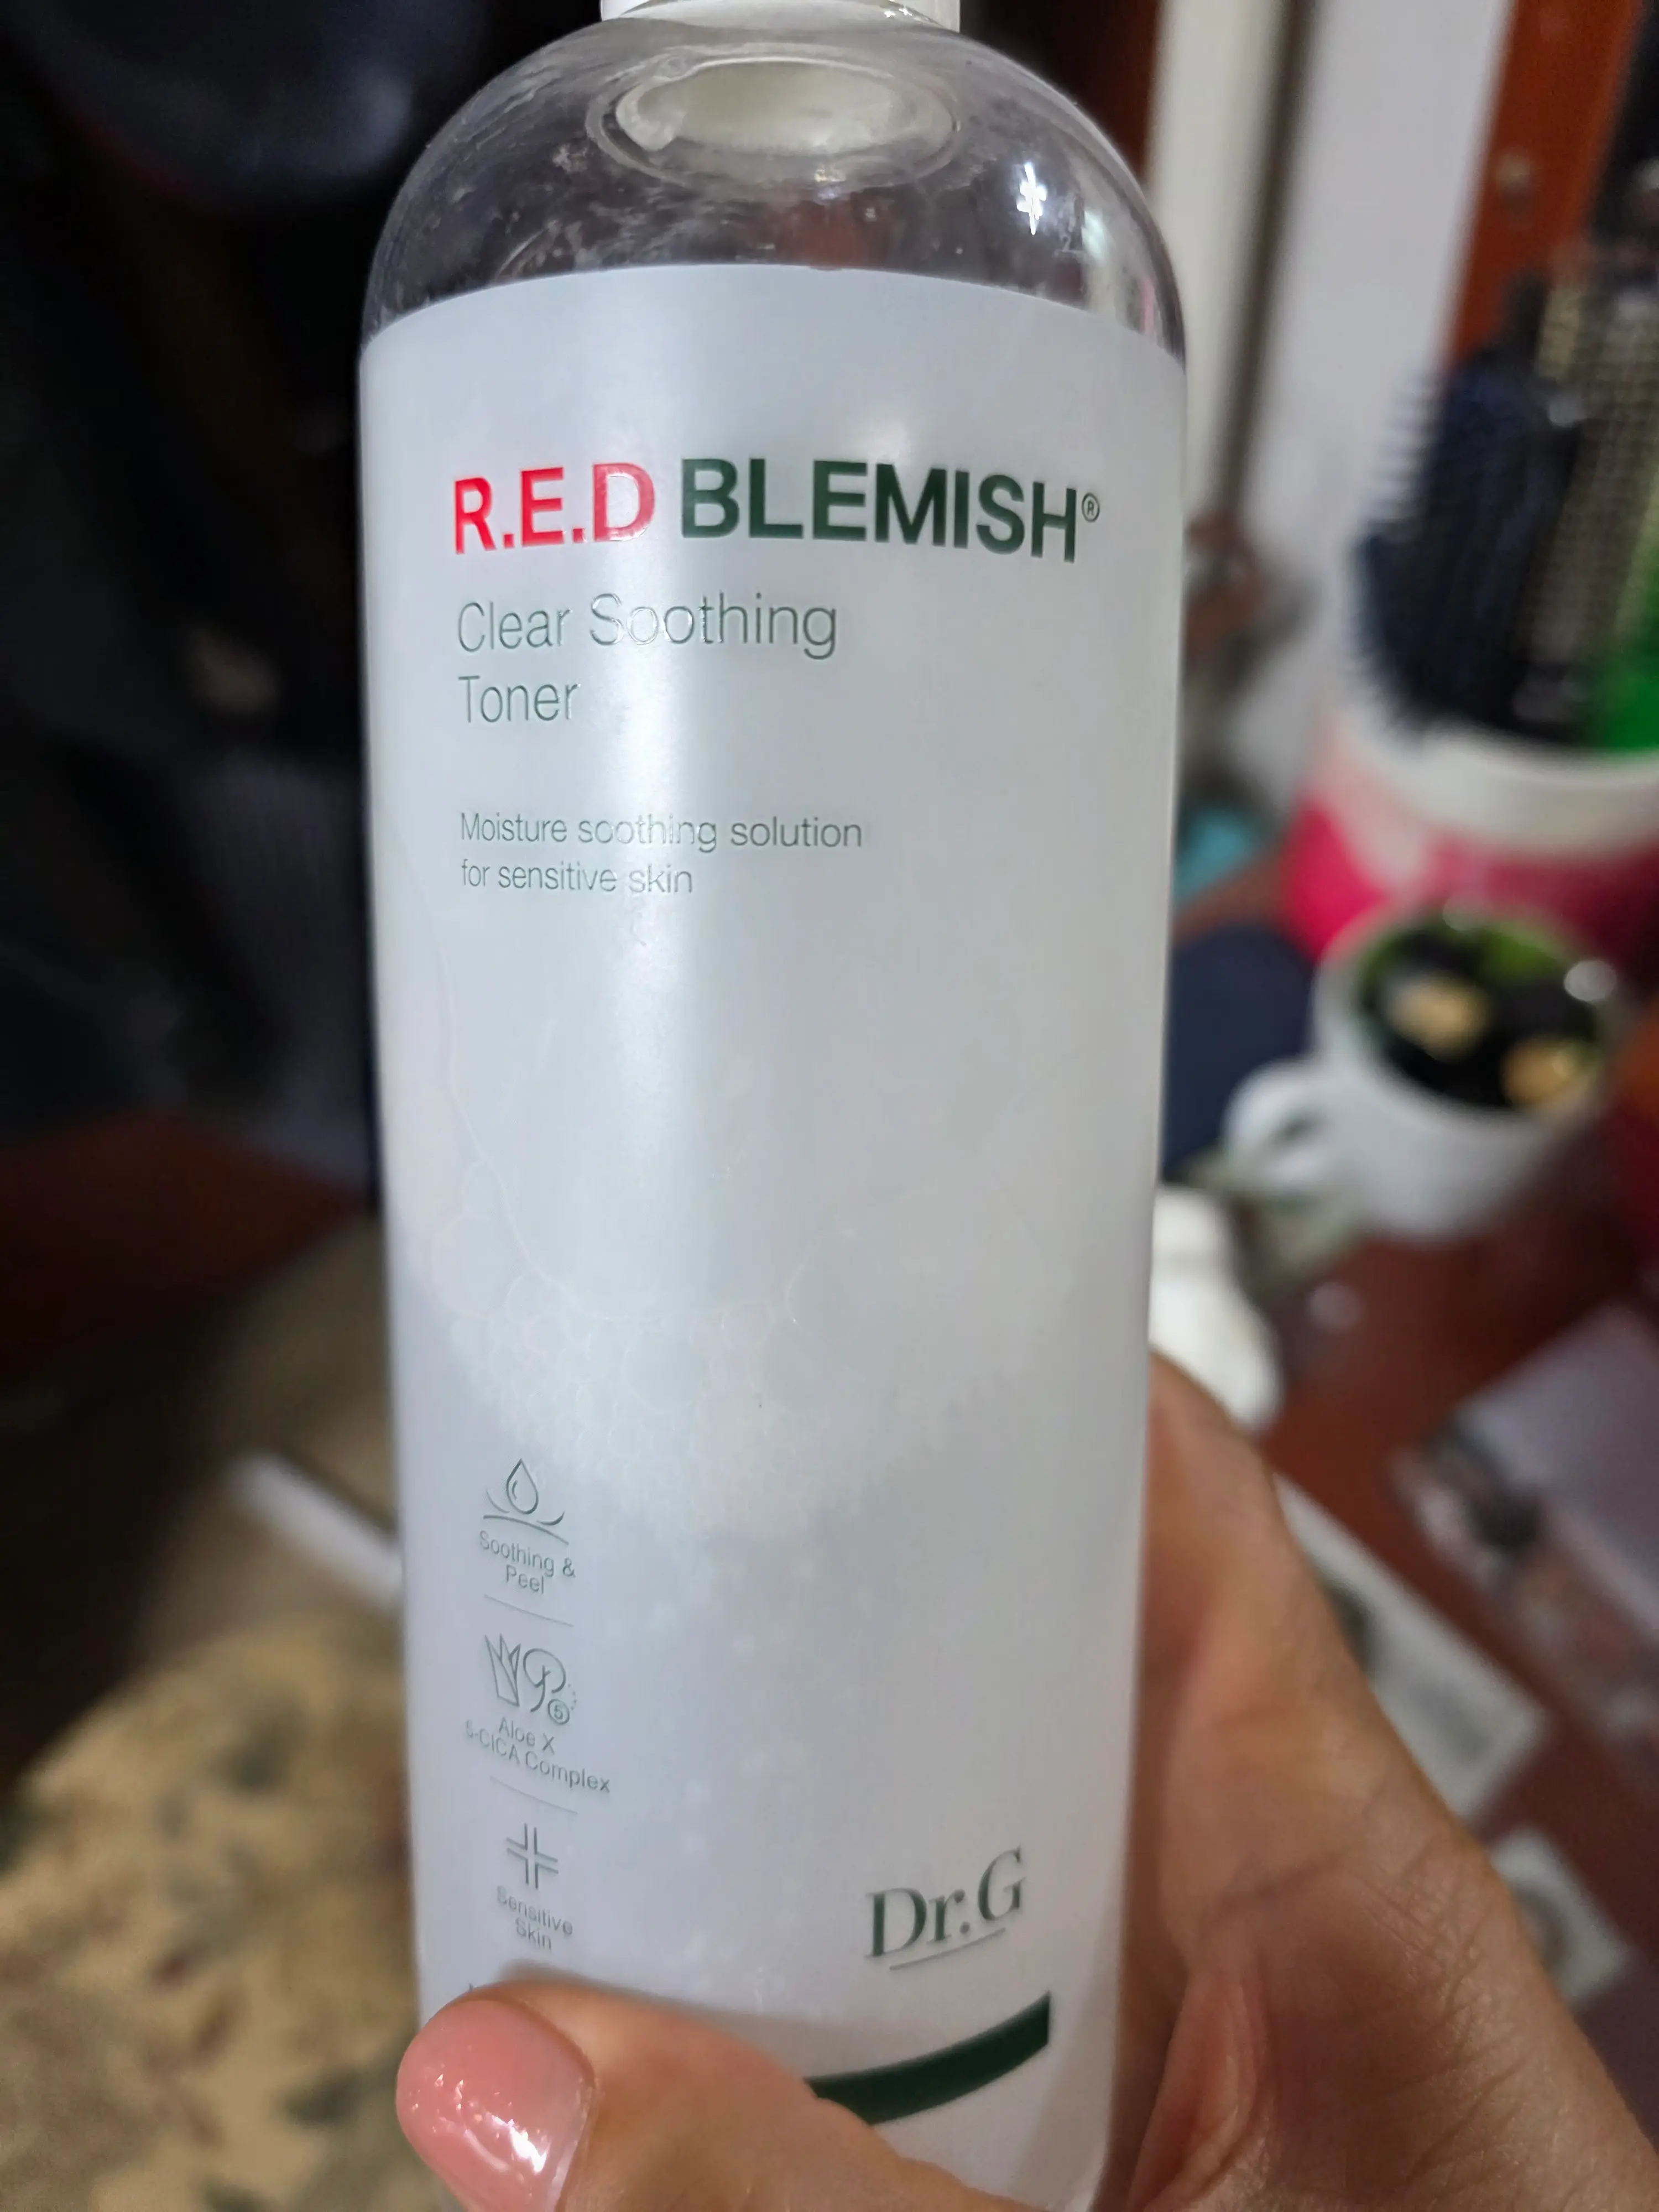 R.E.D BLEMISH®
Clear Soothing
Toner
Moisture soothing solution
for sensitive skin
Soothing &
Peel
5
Aloe X
5-CICA Complex
Sensitive
Skin
Dr.G